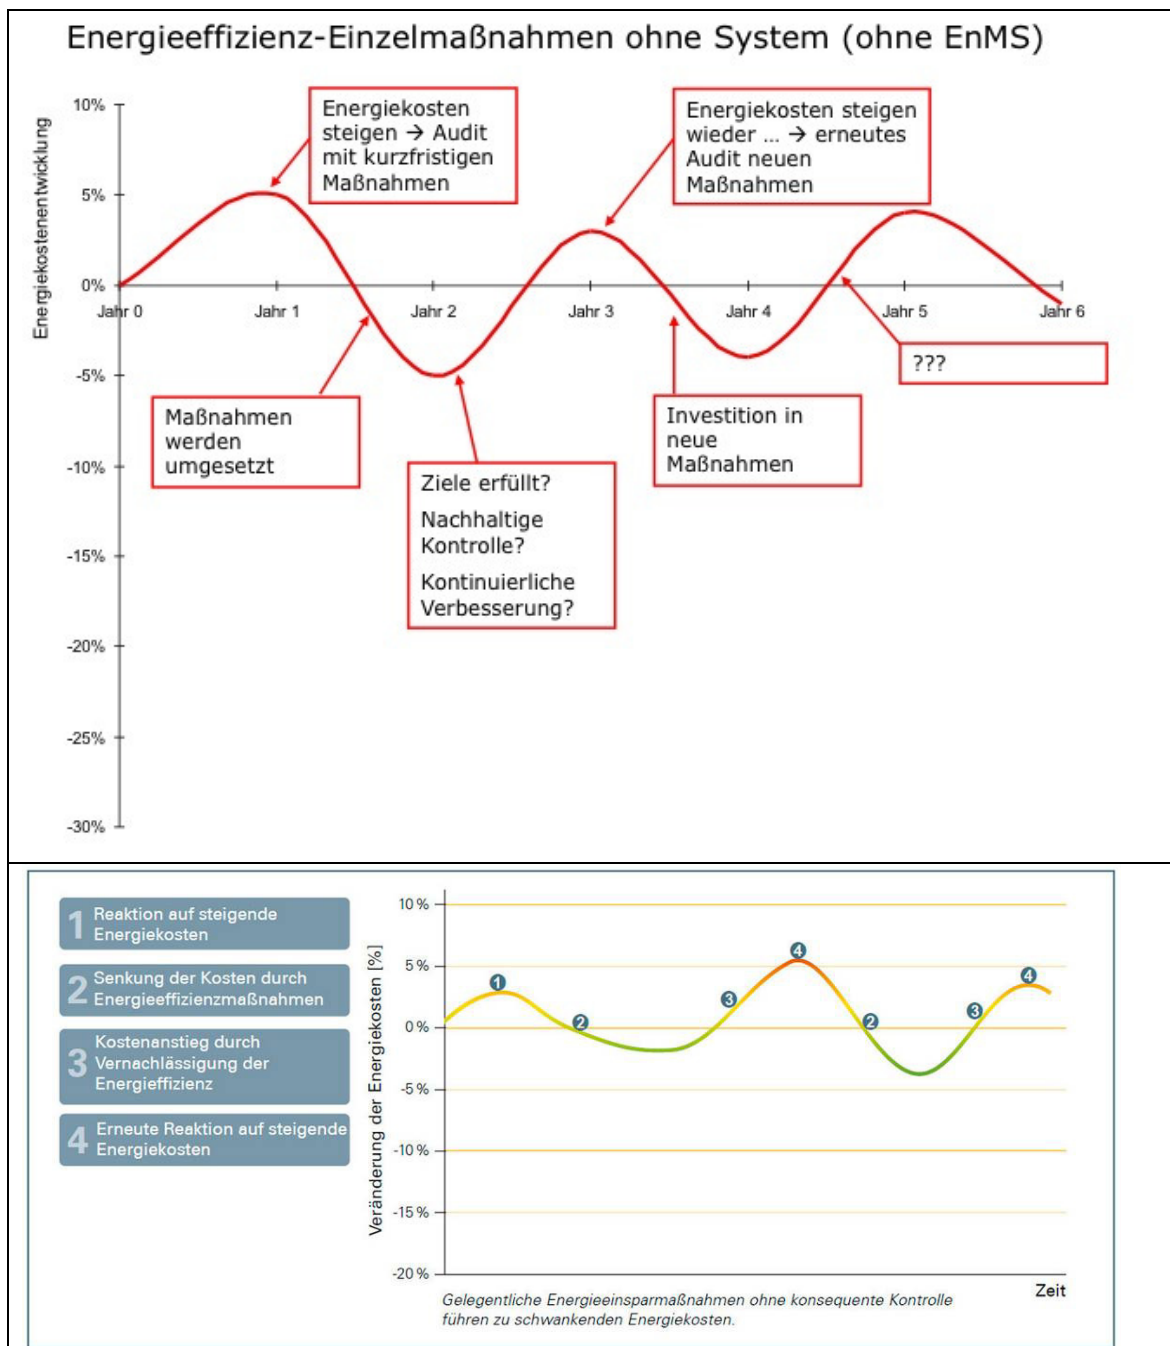 Energieeffizienz-Einzelmaßnahmen ohne System (ohne EnMS)
Energiekostenentwicklung
10%
5%
0%
-5%
-10%
-15%
-20%
-25%
-30%
Jahr 0
Jahr 1
Jahr 2
Jahr 3
Jahr 4
Jahr 5
Jahr 6
Energiekosten
steigen → Audit
mit kurzfristigen
Maßnahmen
Energiekosten steigen
wieder ... → erneutes
Audit neuen
Maßnahmen
Maßnahmen
werden
umgesetzt
Ziele erfüllt?
Nachhaltige
Kontrolle?
Kontinuierliche
Verbesserung?
Investition in
neue
Maßnahmen
???
1 Reaktion auf steigende
Energiekosten
2 Senkung der Kosten durch
Energieeffizienzmaßnahmen
3 Kostenanstieg durch
Vernachlässigung der
Energieffizienz
4 Erneute Reaktion auf steigende
Energiekosten
Veränderung der Energiekosten [%]
10 %
5 %
0 %
-5 %
-10 %
-15 %
-20 %
1
2
3
4
2
3
4
Zeit
Gelegentliche Energieeinsparmaßnahmen ohne konsequente Kontrolle
führen zu schwankenden Energiekosten.